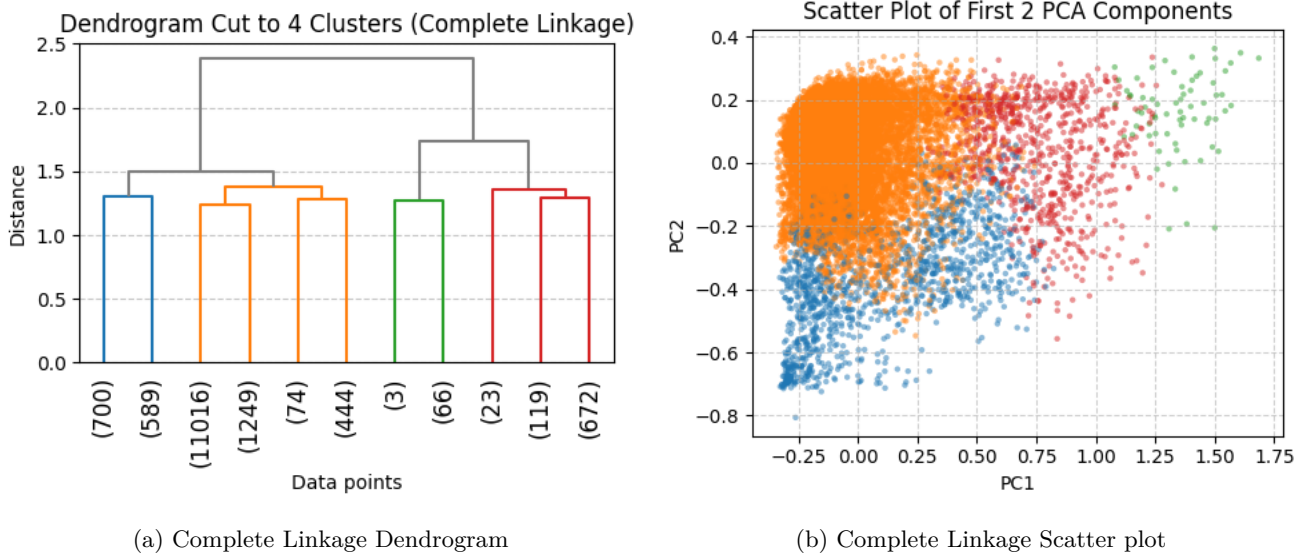 Dendrogram Cut to 4 Clusters (Complete Linkage)
2.5
2.0
1.5
1.0
0.5
0.0
Distance
(700)
(589)
(11016)
(1249)
(74)
(444)
(3)
(66)
(23)
(119)
(672)
Data points
(a) Complete Linkage Dendrogram
Scatter Plot of First 2 PCA Components
0.4
0.2
0.0
−0.2
−0.4
−0.6
−0.8
PC2
−0.25 0.00 0.25 0.50 0.75 1.00 1.25 1.50 1.75
PC1
(b) Complete Linkage Scatter plot